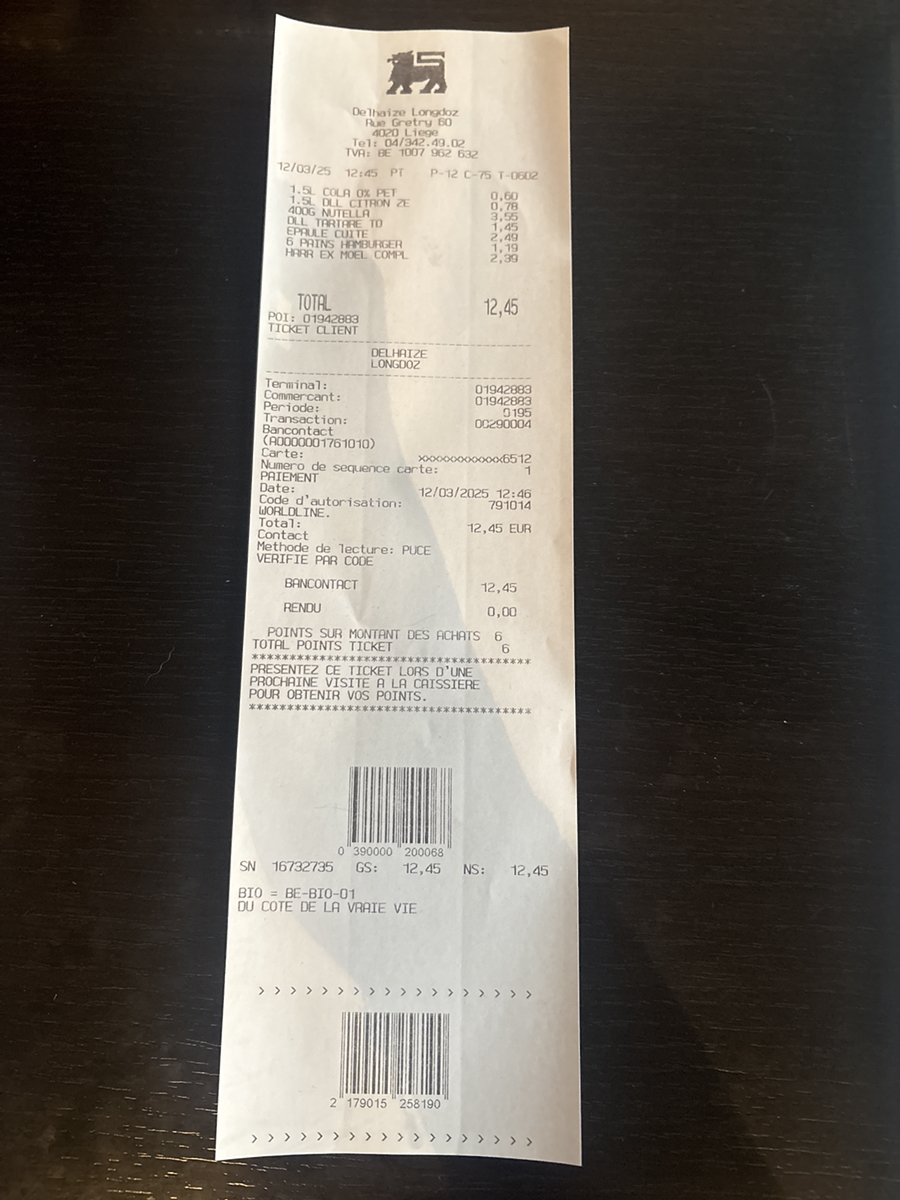 Delhaize Longdoz
Rue Gretry 60
4020 Liege
Tel: 04/342.49.02
TVA: BE 1007 962 632
12/03/25 12:45 PT P-12 C-75 T-0602
1.5L COLA 0% PET 0,60
1.5L DLL CITRON ZE 0,78
400G NUTELLA 3,55
DLL TARTARE TO 1,45
EPAULE CUITE 2,49
6 PAINS HAMBURGER 1,19
HARR EX MOEL COMPL 2,39
TOTAL 12,45
POI: 01942883
TICKET CLIENT
DELHAIZE
LONGDOZ
Terminal: 01942883
Commercant: 01942883
Periode: 0195
Transaction: 00290004
Bancontact
(A0000001761010)
Carte: xxxxxxxxxxxx6512
Numero de sequence carte: 1
PAIEMENT
Date: 12/03/2025 12:46
Code d'autorisation: 791014
WORLDLINE.
Total: 12,45 EUR
Contact
Methode de lecture: PUCE
VERIFIE PAR CODE
BANCONTACT 12,45
RENDU 0,00
POINTS SUR MONTANT DES ACHATS 6
TOTAL POINTS TICKET 6
************************************
PRESENTEZ CE TICKET LORS D'UNE
PROCHAINE VISITE A LA CAISSIERE
POUR OBTENIR VOS POINTS.
************************************
0 390000 200068
SN 16732735 GS: 12,45 NS: 12,45
BIO = BE-BIO-01
DU COTE DE LA VRAIE VIE
> > > > > > > > > > > > > > > > > >
2 179015 258190
> > > > > > > > > > > > > > > > > >